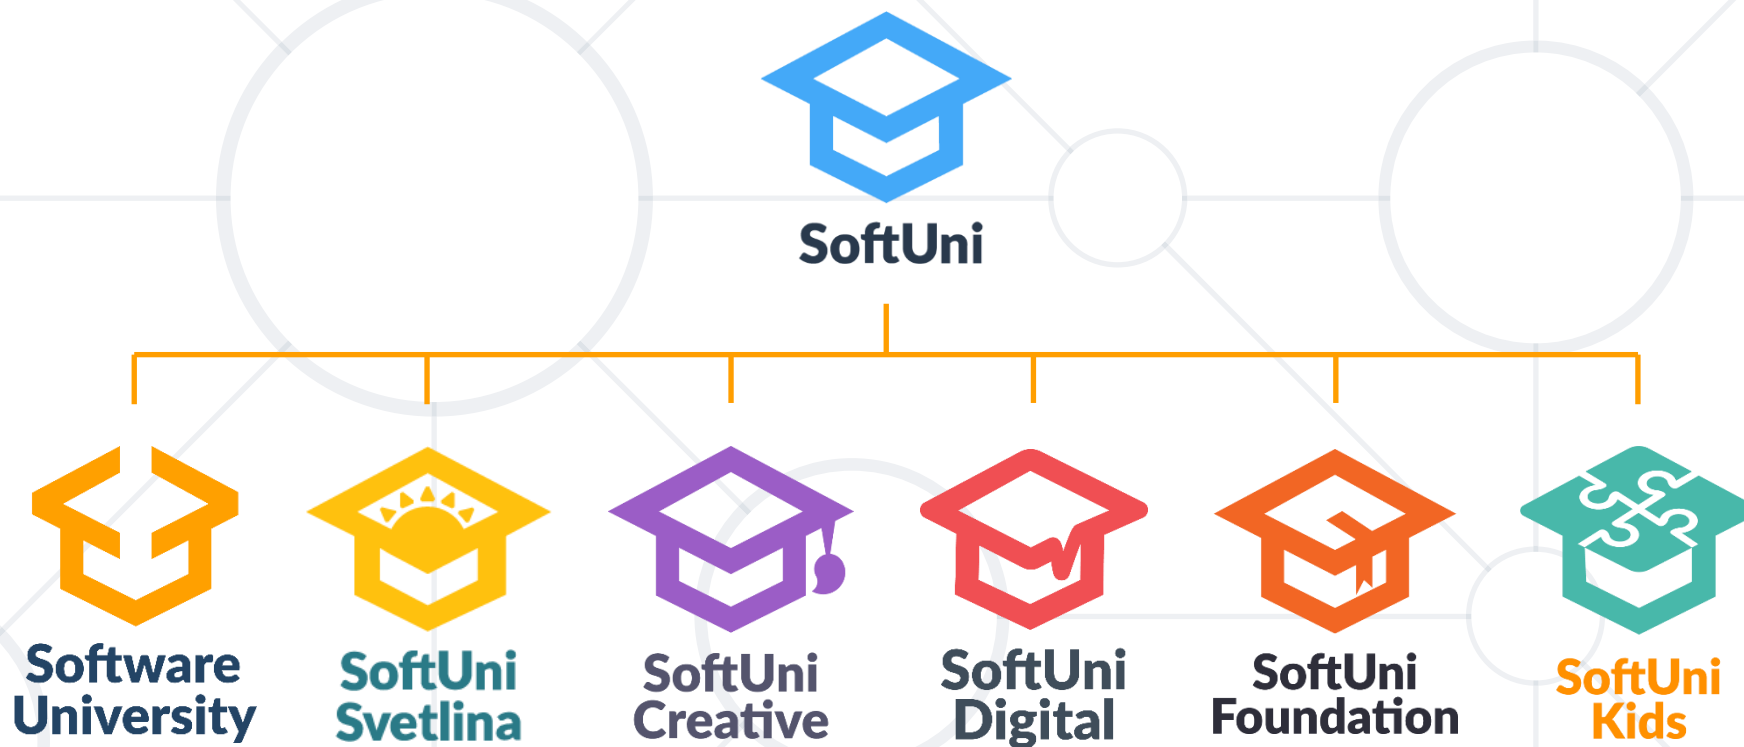 SoftUni
Software
University
SoftUni
Svetlina
SoftUni
Creative
SoftUni
Digital
SoftUni
Foundation
SoftUni
Kids